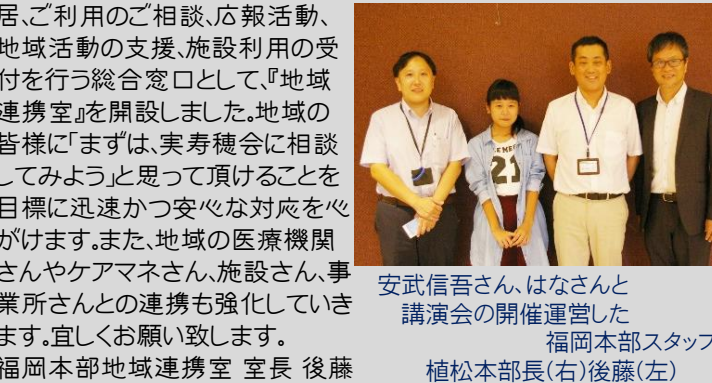 居、ご利用のご相談、広報活動、
地域活動の支援、施設利用の受
付を行う総合窓口として、『地域
連携室』を開設しました。地域の
皆様に「まずは、実寿穂会に相談
してみよう」と思って頂けることを
目標に迅速かつ安心な対応を心
がけます。また、地域の医療機関
さんやケアマネさん、施設さん、事
業所さんとの連携も強化していき
ます。宜しくお願い致します。
福岡本部地域連携室 室長 後藤
21
安武信吾さん、はなさんと
講演会の開催運営した
福岡本部スタッフ
植松本部長(右)後藤(左)